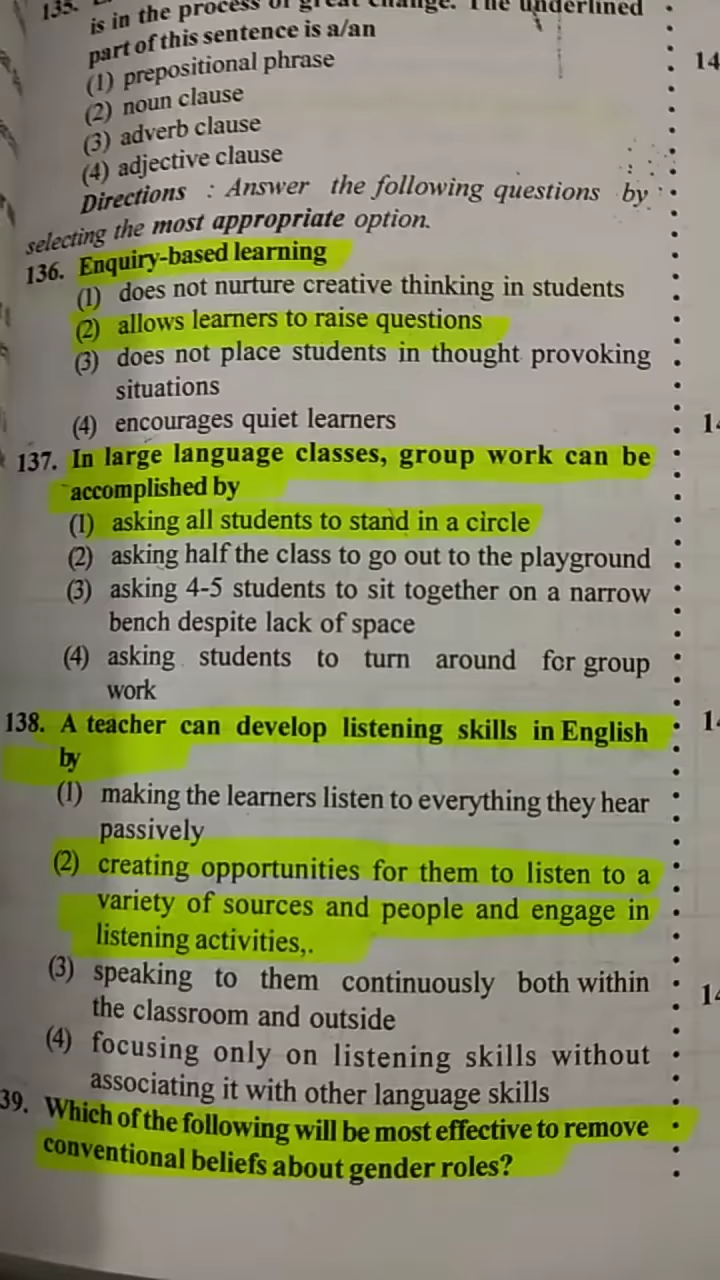 135.
is in the process of great change. The underlined
part of this sentence is a/an
(1) prepositional phrase
(2) noun clause
(3) adverb clause
(4) adjective clause
Directions : Answer the following questions by
selecting the most appropriate option.
136. Enquiry-based learning
(1) does not nurture creative thinking in students
(2) allows learners to raise questions
(3) does not place students in thought provoking
situations
(4) encourages quiet learners
137. In large language classes, group work can be
accomplished by
(1) asking all students to stand in a circle
(2) asking half the class to go out to the playground
(3) asking 4-5 students to sit together on a narrow
bench despite lack of space
(4) asking students to turn around for group
work
138. A teacher can develop listening skills in English
by
(1) making the learners listen to everything they hear
passively
(2) creating opportunities for them to listen to a
variety of sources and people and engage in
listening activities,.
(3) speaking to them continuously both within
the classroom and outside
(4) focusing only on listening skills without
associating it with other language skills
39. Which of the following will be most effective to remove
conventional beliefs about gender roles?
14
1
1
14